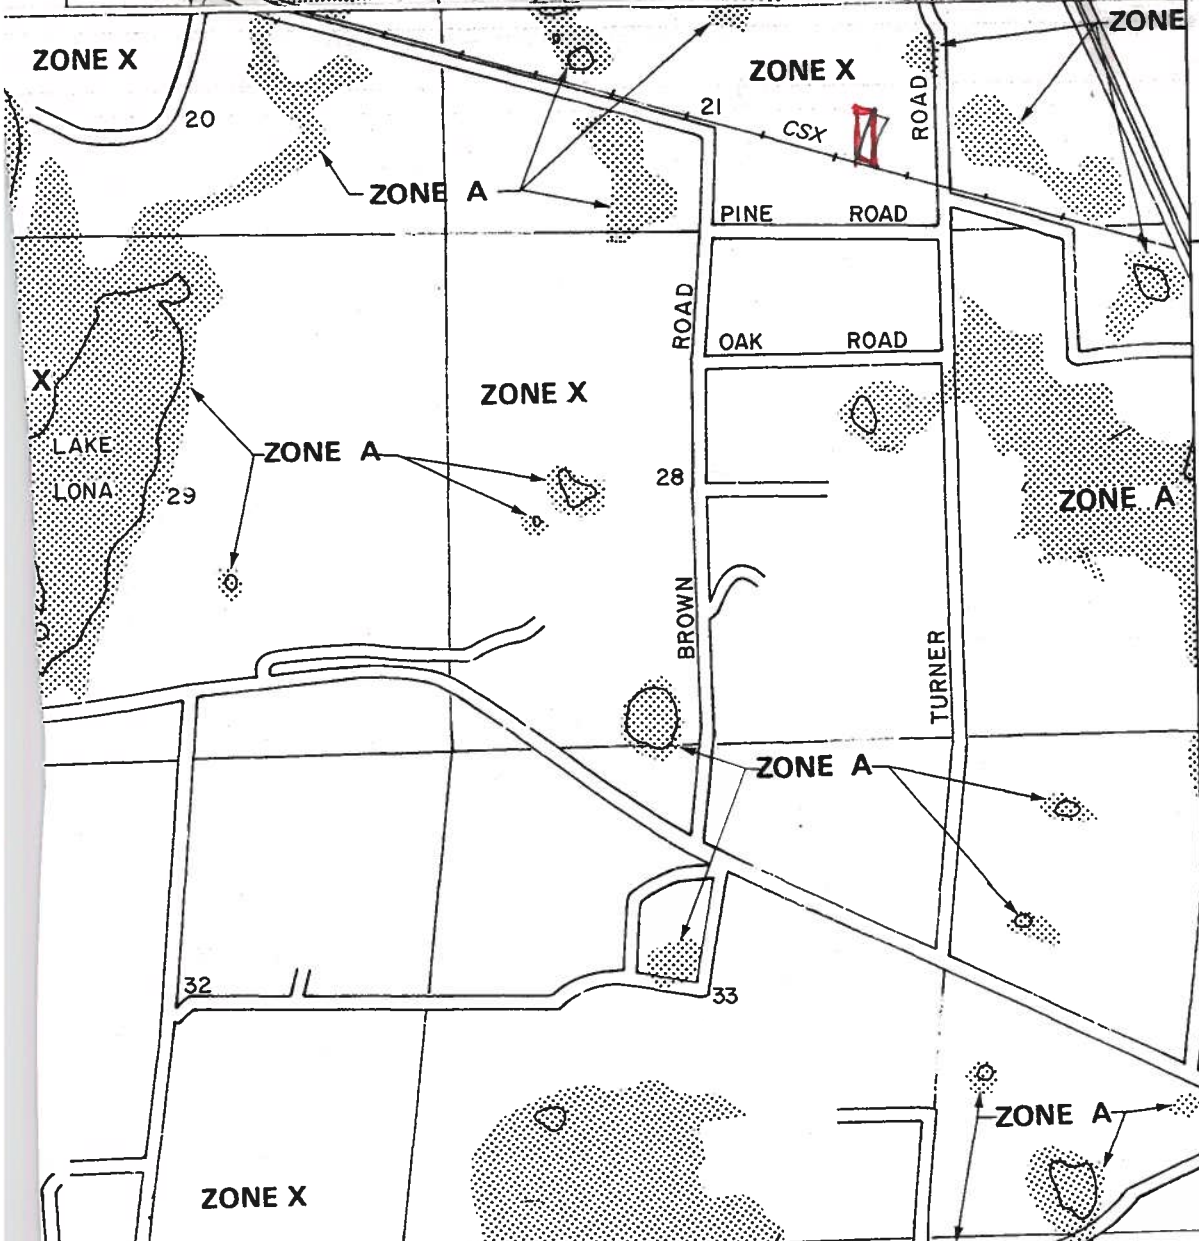 ZONE
ZONE X
ZONE X
ROAD
20
21
CSX
ZONE A
PINE ROAD
ROAD
OAK ROAD
X
ZONE X
LAKE
LONA
ZONE A
28
29
ZONE A
BROWN
TURNER
ZONE A
32
33
ZONE A
ZONE X